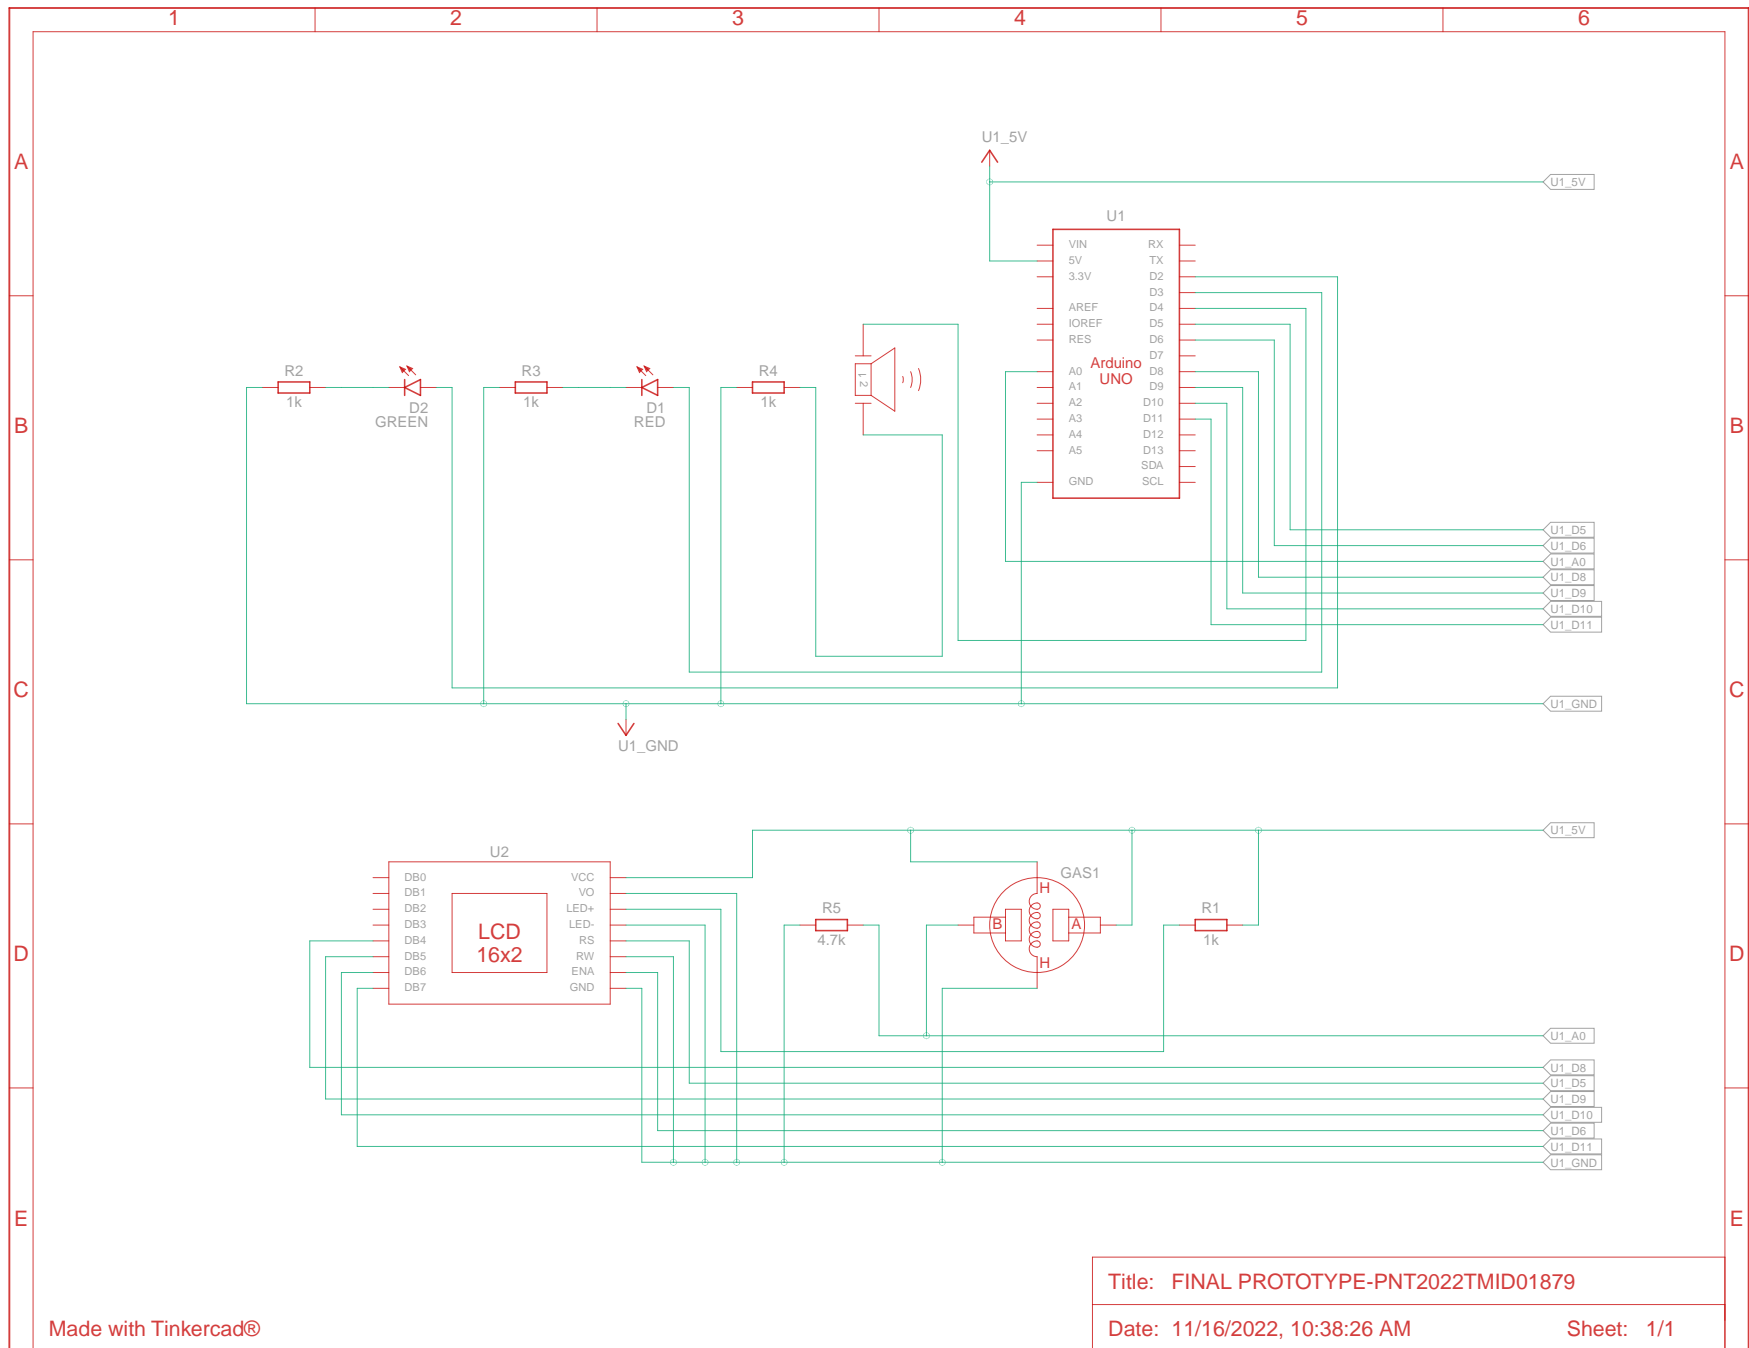 1 2 3 4 5 6
A A
U1_5V
U1_5V
U1
VIN RX
5V TX
3.3V D2
D3
AREF D4
IOREF D5
RES D6
D7
A0 D8
A1 D9
A2 D10
A3 D11
A4 D12
A5 D13
SDA
GND SCL
Arduino
UNO
B B
R2
1k
D2
GREEN
R3
1k
D1
RED
R4
1k
1 2
U1_D5
U1_D6
U1_A0
U1_D8
U1_D9
U1_D10
U1_D11
C C
U1_GND
U1_GND
U1_5V
D D
U2
DB0 VCC
DB1 VO
DB2 LED+
DB3 LED-
DB4 RS
DB5 RW
DB6 ENA
DB7 GND
LCD
16x2
R5
4.7k
GAS1
H
B A
H
R1
1k
U1_A0
U1_D8
U1_D5
U1_D9
U1_D10
U1_D6
U1_D11
U1_GND
E E
Title: FINAL PROTOTYPE-PNT2022TMID01879
Made with Tinkercad®
Date: 11/16/2022, 10:38:26 AM Sheet: 1/1